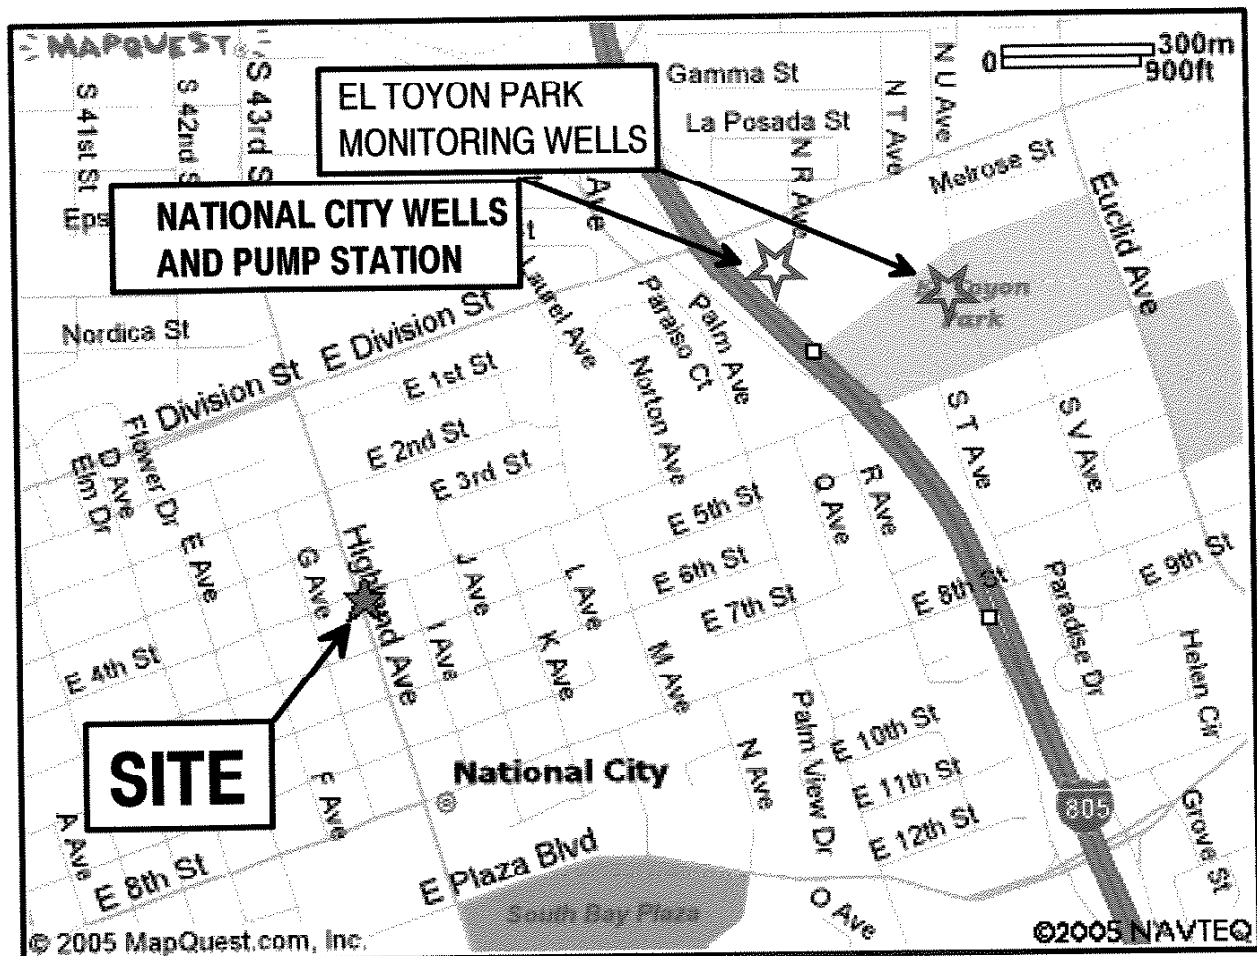 MAPQUEST
300m
0
900ft
S 41st St
S 42nd S
S 43rd S
Gamma St
N T Ave
N U Ave
EL TOYON PARK
MONITORING WELLS
La Posada St
N R Ave
Melrose St
Ave
Euclid Ave
Eps
NATIONAL CITY WELLS
AND PUMP STATION
t
Laurel Ave
Paraiso Ct
Palm Ave
Toyon
Park
Nordica St
E Division St
Division St
E 1st St
Norton Ave
Flower Dr
D Ave
Elm Dr
E 2nd St
E 3rd St
S T Ave
S V Ave
Q Ave
R Ave
E 5th St
E Ave
G Ave
Highland Ave
J Ave
L Ave
E 6th St
E 7th St
E 8th St
E 9th St
Paradise Dr
I Ave
K Ave
M Ave
E 4th St
Helen Cir
SITE
Palm View Dr
E 10th St
National City
N Ave
E 11th St
F Ave
805
Grove St
A Ave
E 12th St
E 8th St
E Plaza Blvd
South Bay Plaza
O Ave
© 2005 MapQuest.com, Inc.
©2005 NAVTEQ